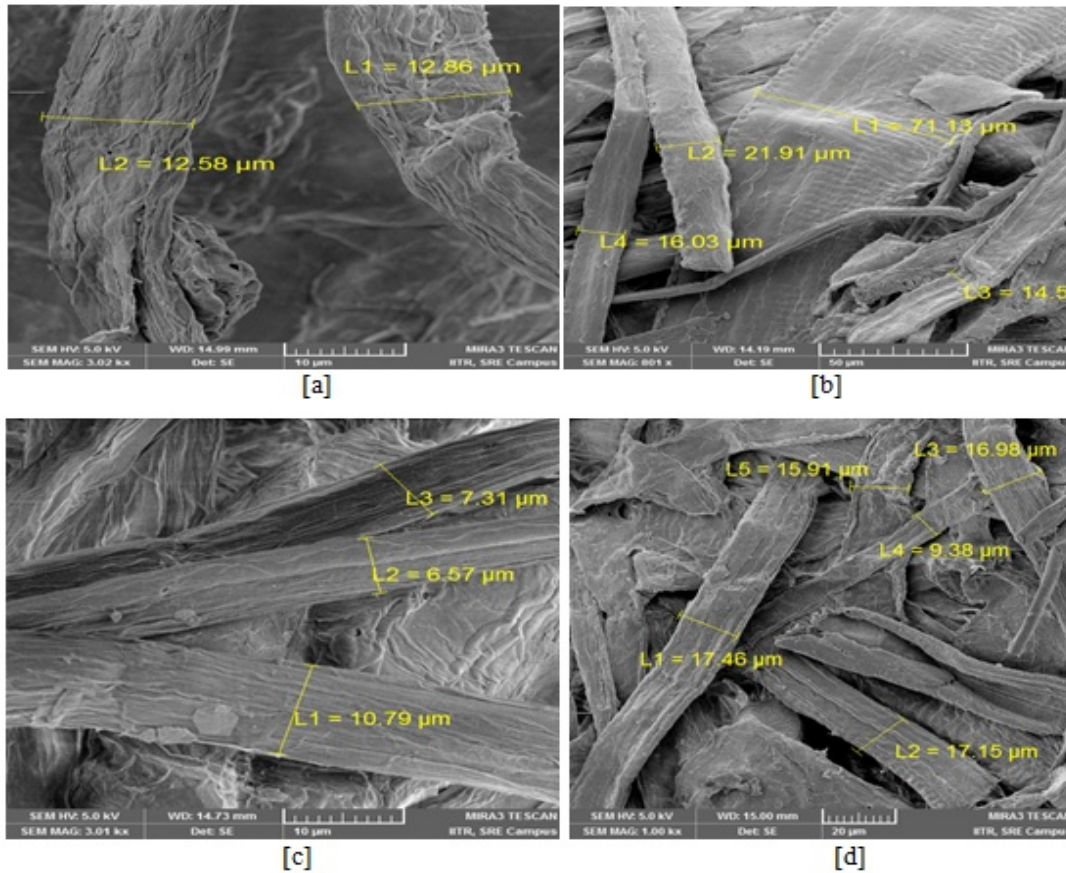 L1 = 12.86 µm
L2 = 12.58 µm
SEM HV: 5.0 kV WD: 14.99 mm MIRA3 TESCAN
SEM MAG: 3.02 kx Det: SE 10 µm IITR, SRE Campus
[a]
L1 = 71.13 µm
L2 = 21.91 µm
L4 = 16.03 µm
L3 = 14.5
SEM HV: 5.0 kV WD: 14.19 mm MIRA3 TESCAN
SEM MAG: 801 x Det: SE 50 µm IITR, SRE Campus
[b]
L3 = 7.31 µm
L2 = 6.57 µm
L1 = 10.79 µm
SEM HV: 5.0 kV WD: 14.73 mm MIRA3 TESCAN
SEM MAG: 3.01 kx Det: SE 10 µm IITR, SRE Campus
[c]
L3 = 16.98 µm
L5 = 15.91 µm
L4 = 9.38 µm
L1 = 17.46 µm
L2 = 17.15 µm
SEM HV: 5.0 kV WD: 15.00 mm MIRA3 TESCAN
SEM MAG: 1.00 kx Det: SE 20 µm IITR, SRE Campus
[d]